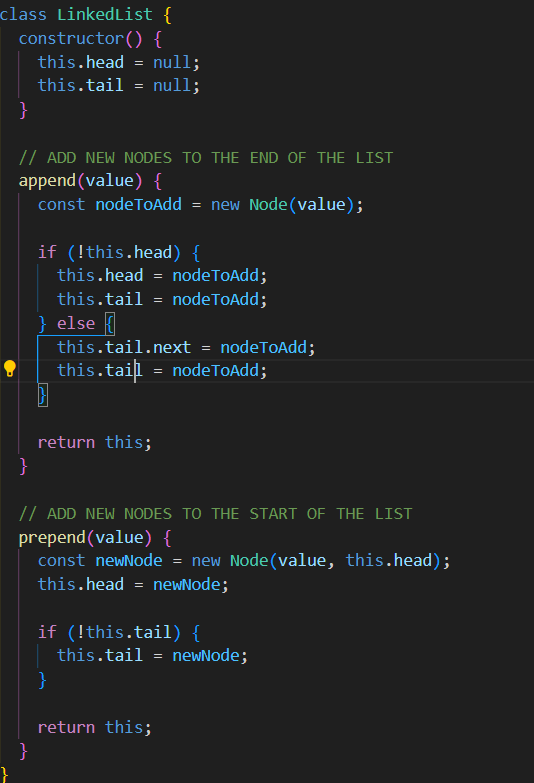 class LinkedList {
  constructor() {
    this.head = null;
    this.tail = null;
  }

  // ADD NEW NODES TO THE END OF THE LIST
  append(value) {
    const nodeToAdd = new Node(value);

    if (!this.head) {
      this.head = nodeToAdd;
      this.tail = nodeToAdd;
    } else {
      this.tail.next = nodeToAdd;
      this.tail = nodeToAdd;
    }

    return this;
  }

  // ADD NEW NODES TO THE START OF THE LIST
  prepend(value) {
    const newNode = new Node(value, this.head);
    this.head = newNode;

    if (!this.tail) {
      this.tail = newNode;
    }

    return this;
  }
}